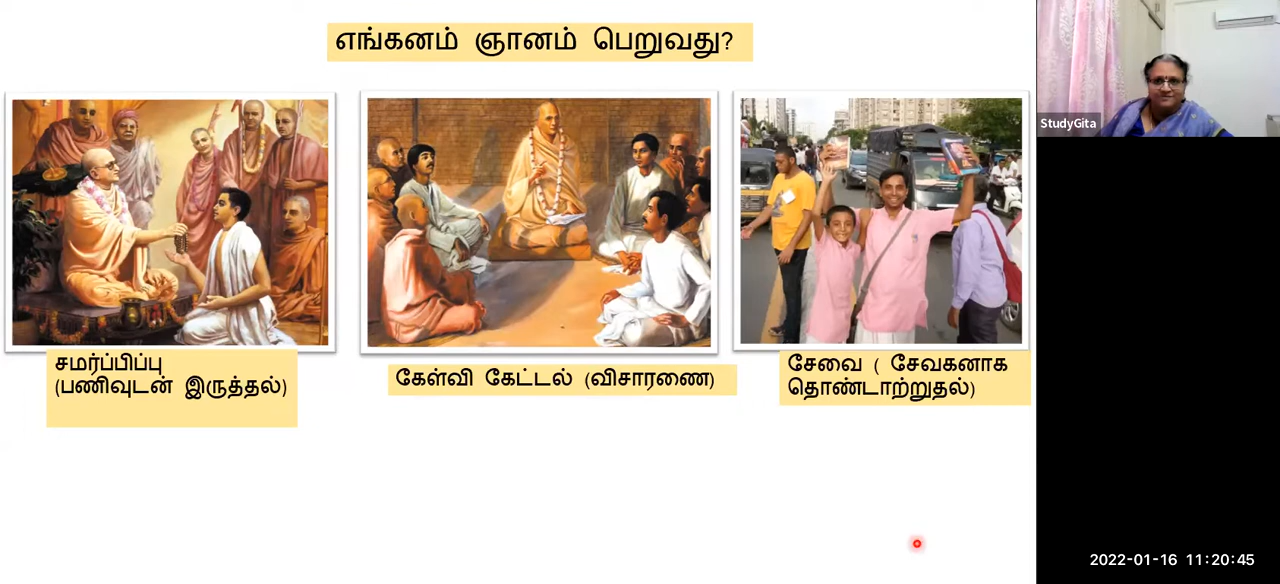 எங்கனம் ஞானம் பெறுவது?
StudyGita
சமர்ப்பிப்பு
(பணிவுடன் இருத்தல்)
கேள்வி கேட்டல் (விசாரணை)
சேவை ( சேவகனாக
தொண்டாற்றுதல்)
2022-01-16 11:20:45